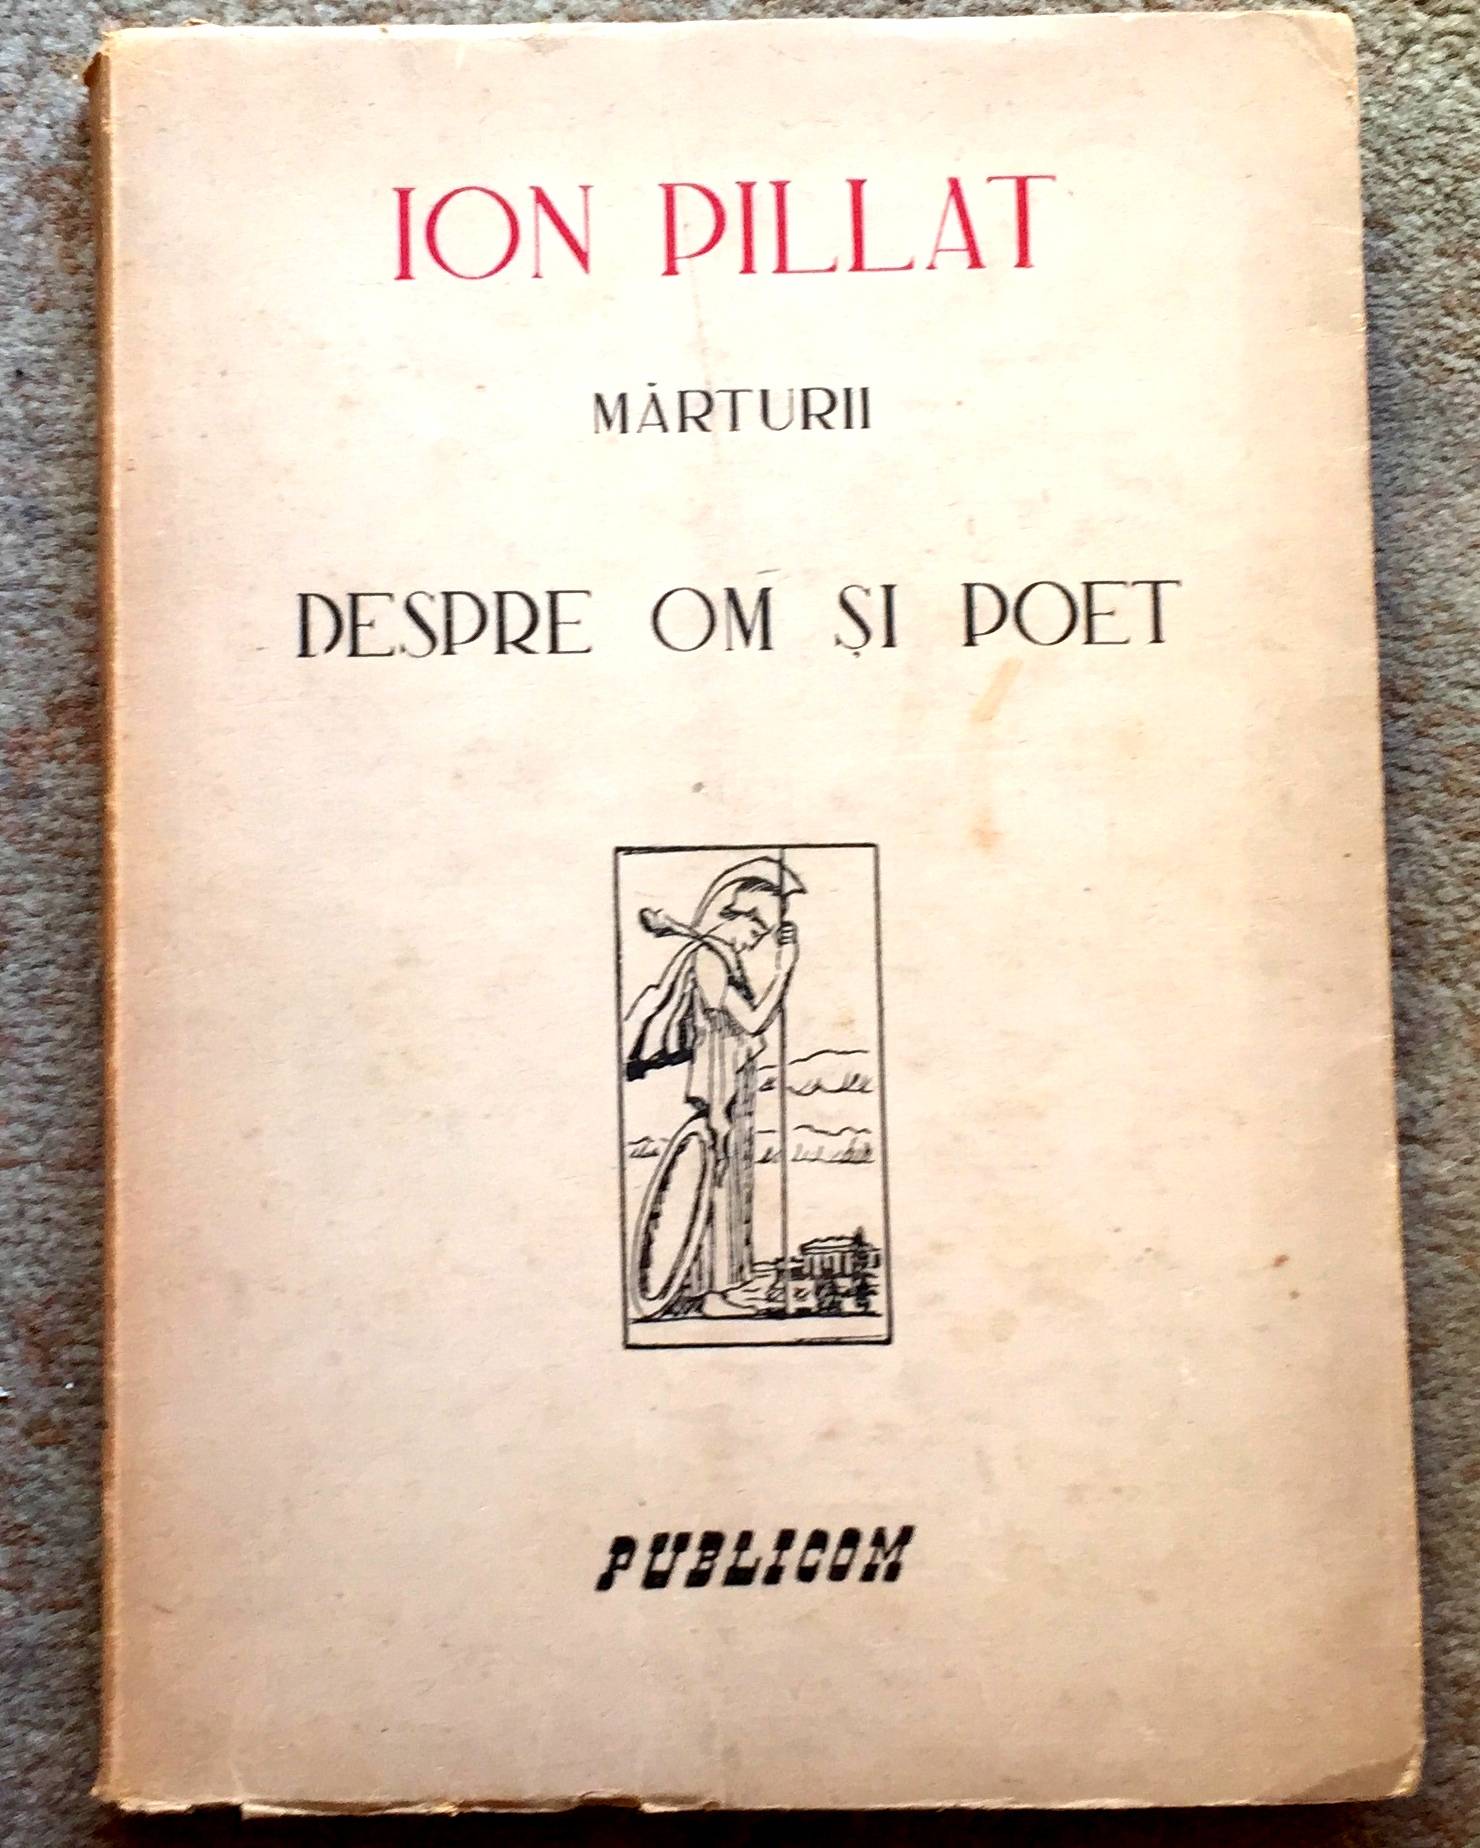 ION PILLAT
MĂRTURII
DESPRE OM ȘI POET
PUBLICOM